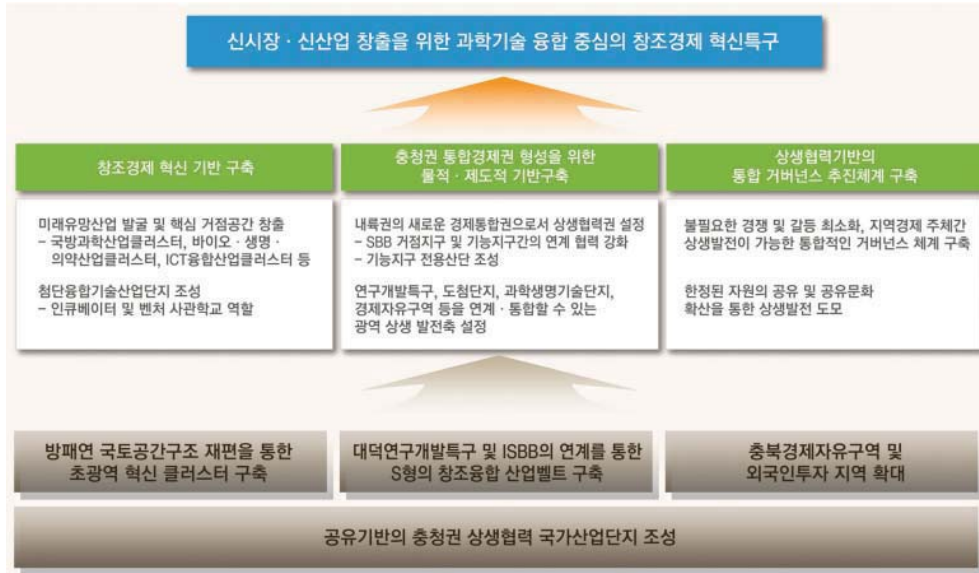 신시장 · 신산업 창출을 위한 과학기술 융합 중심의 창조경제 혁신특구
창조경제 혁신 기반 구축
미래유망산업 발굴 및 핵심 거점공간 창출
- 국방과학산업클러스터, 바이오 · 생명 ·
의약산업클러스터, ICT융합산업클러스터 등
첨단융합기술산업단지 조성
- 인큐베이터 및 벤처 사관학교 역할
충청권 통합경제권 형성을 위한
물적 · 제도적 기반구축
내륙권의 새로운 경제통합권으로서 상생협력권 설정
- SBB 거점지구 및 기능지구간의 연계 협력 강화
- 기능지구 전용산단 조성
연구개발특구, 도첨단지, 과학생명기술단지,
경제자유구역 등을 연계 · 통합할 수 있는
광역 상생 발전축 설정
상생협력기반의
통합 거버넌스 추진체계 구축
불필요한 경쟁 및 갈등 최소화, 지역경제 주체간
상생발전이 가능한 통합적인 거버넌스 체계 구축
한정된 자원의 공유 및 공유문화
확산을 통한 상생발전 도모
방패연 국토공간구조 재편을 통한
초광역 혁신 클러스터 구축
대덕연구개발특구 및 ISBB의 연계를 통한
S형의 창조융합 산업벨트 구축
충북경제자유구역 및
외국인투자 지역 확대
공유기반의 충청권 상생협력 국가산업단지 조성